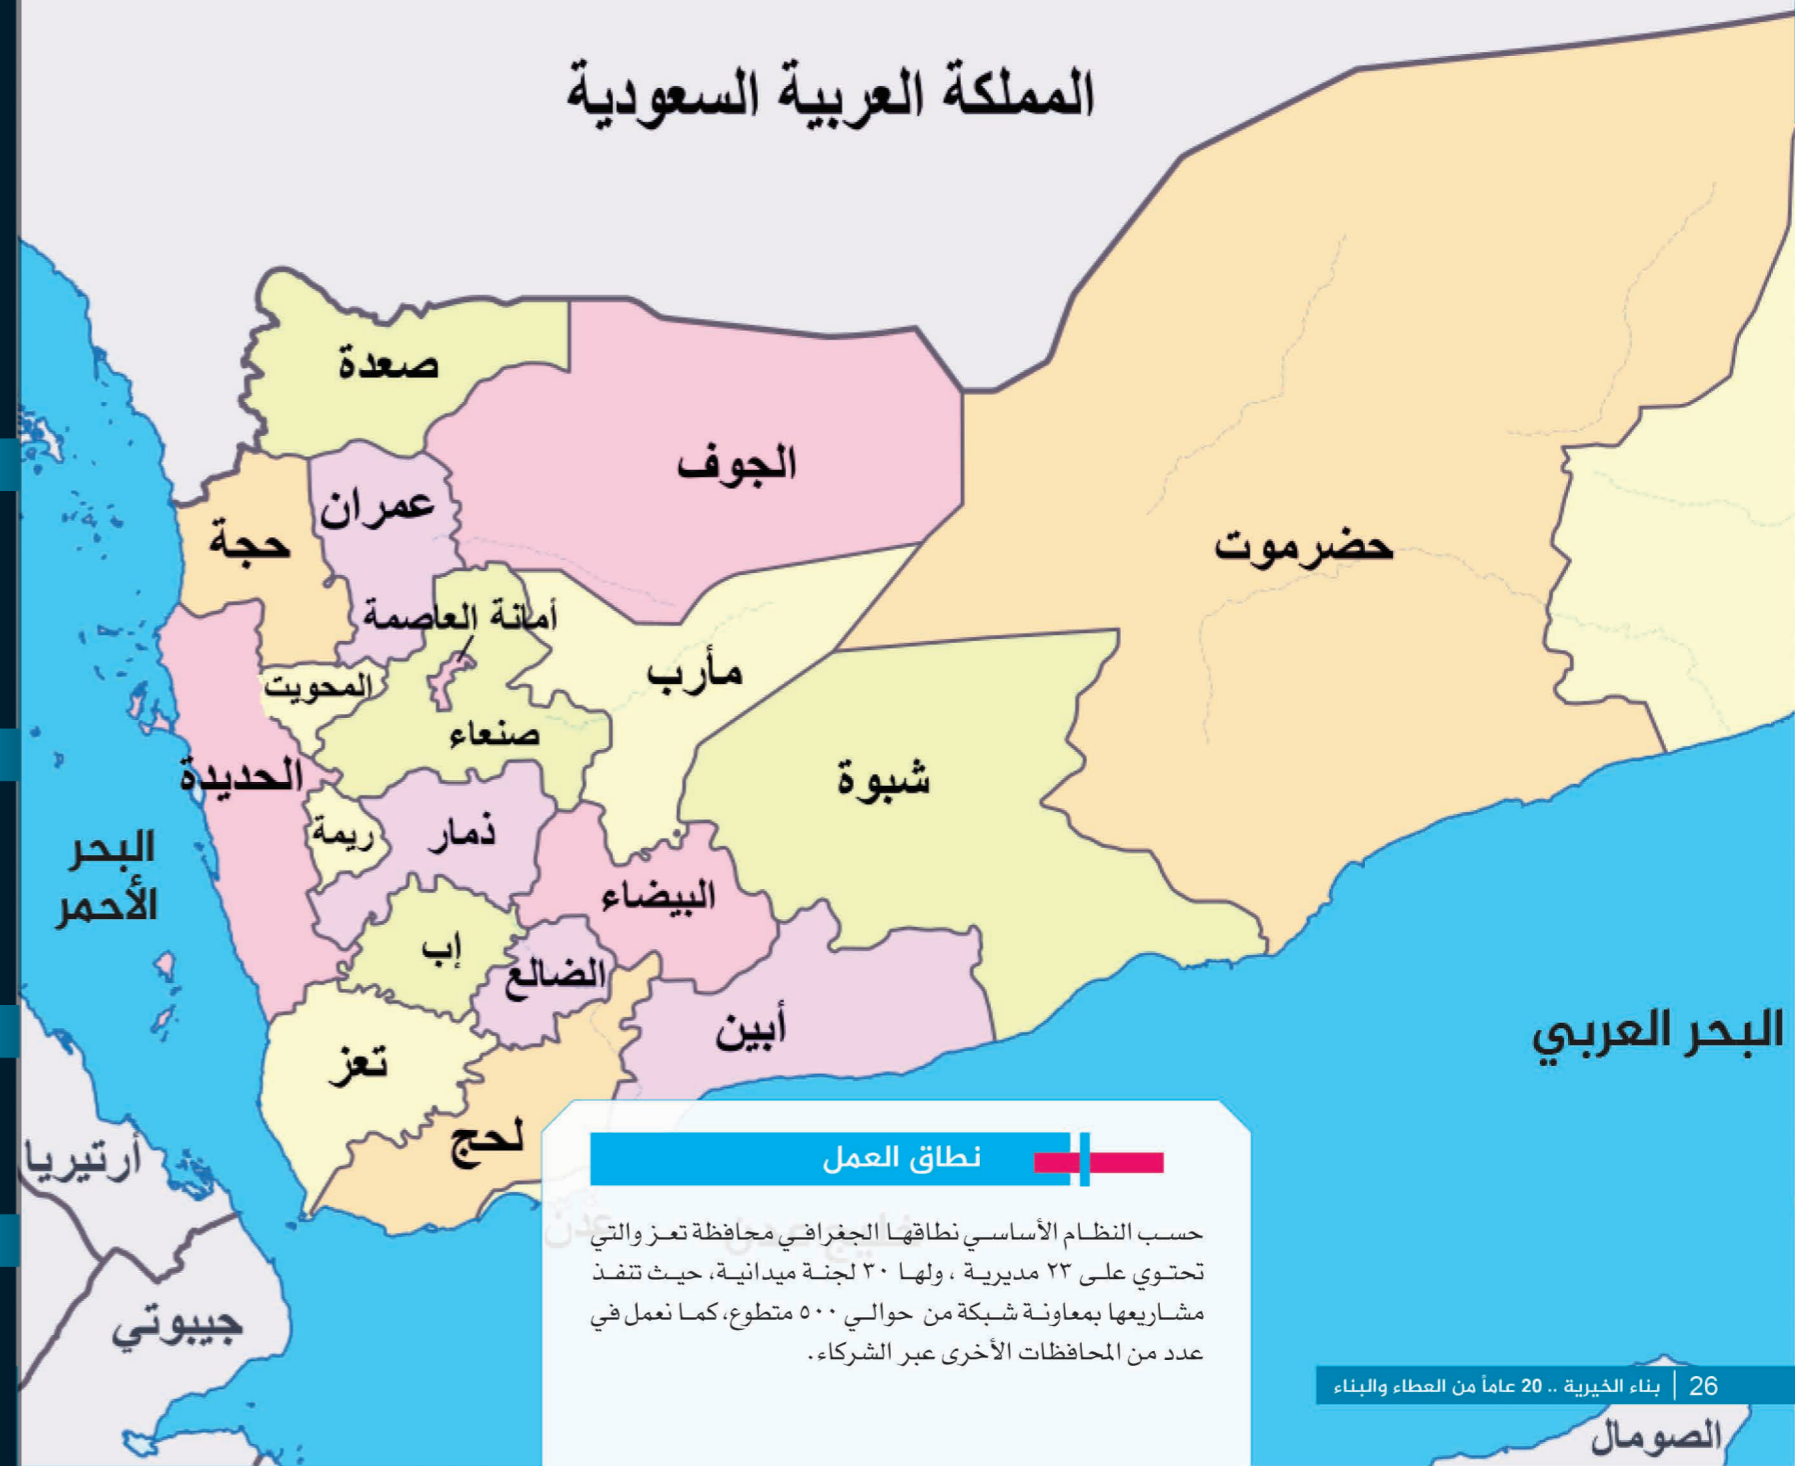 المملكة العربية السعودية
صعدة
الجوف
عمران
حجة
حضرموت
أمانة العاصمة
مأرب
المحويت
صنعاء
الحديدة
شبوة
ريمة
ذمار
البحر
الأحمر
البيضاء
إب
الضالع
أبين
البحر العربي
تعز
لحج
أرتيريا
نطاق العمل
عدن
خليج عدن
حسب النظام الأساسي نطاقها الجغرافي محافظة تعز والتي
تحتوي على ٢٣ مديرية ، ولها ٣٠ لجنة ميدانية، حيث تنفذ
مشاريعها بمعاونة شبكة من حوالي ٥٠٠ متطوع، كما نعمل في
عدد من المحافظات الأخرى عبر الشركاء.
جيبوتي
26 | بناء الخيرية .. 20 عاماً من العطاء والبناء
الصومال